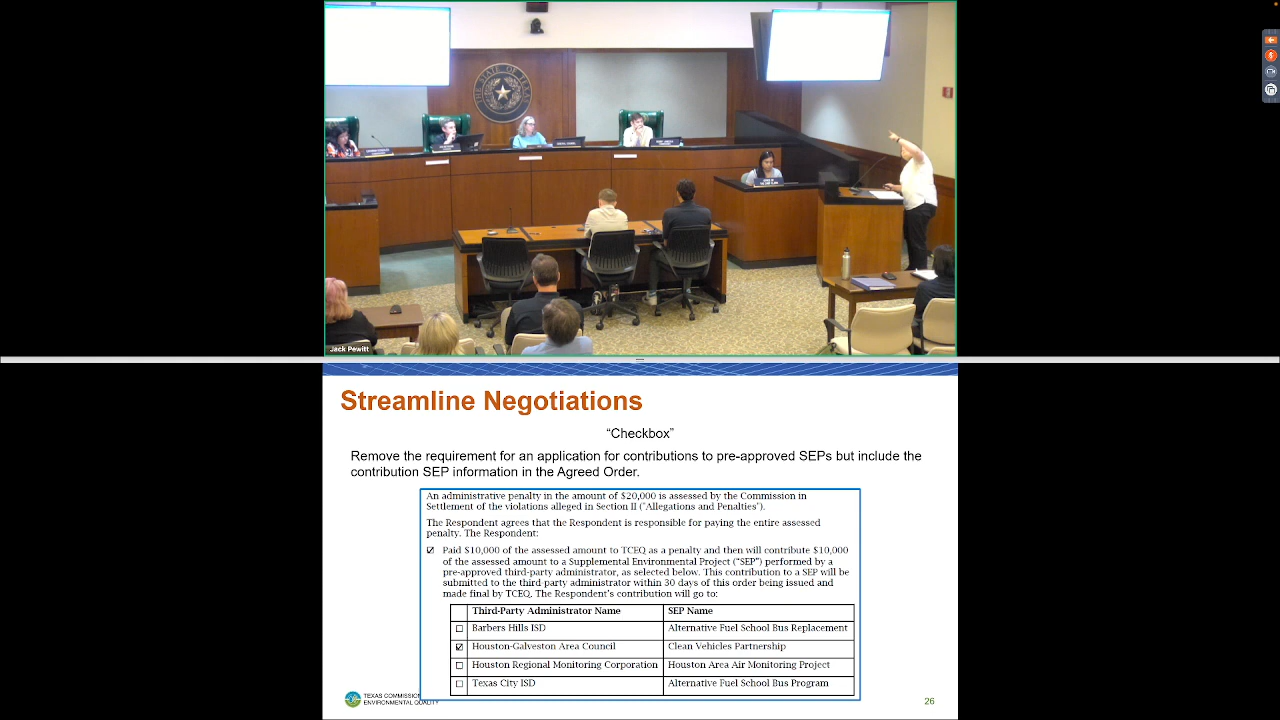 THE STATE OF TEXAS
Jack Pewitt
Streamline Negotiations
“Checkbox”
Remove the requirement for an application for contributions to pre-approved SEPs but include the
contribution SEP information in the Agreed Order.
An administrative penalty in the amount of $20,000 is assessed by the Commission in
Settlement of the violations alleged in Section II ("Allegations and Penalties").
The Respondent agrees that the Respondent is responsible for paying the entire assessed
penalty. The Respondent:
☑ Paid $10,000 of the assessed amount to TCEQ as a penalty and then will contribute $10,000
of the assessed amount to a Supplemental Environmental Project ("SEP") performed by a
pre-approved third-party administrator, as selected below. This contribution to a SEP will be
submitted to the third-party administrator within 30 days of this order being issued and
made final by TCEQ. The Respondent's contribution will go to:
Third-Party Administrator Name SEP Name
☐ Barbers Hills ISD Alternative Fuel School Bus Replacement
☑ Houston-Galveston Area Council Clean Vehicles Partnership
☐ Houston Regional Monitoring Corporation Houston Area Air Monitoring Project
☐ Texas City ISD Alternative Fuel School Bus Program
TEXAS COMMISSION
ENVIRONMENTAL QUALITY
26